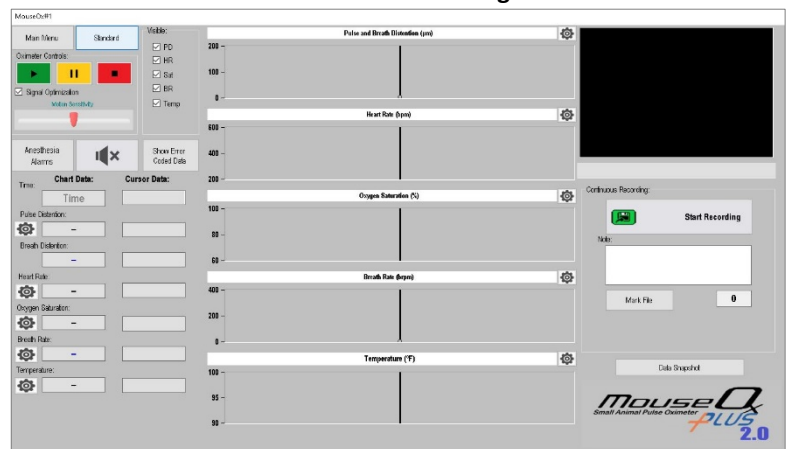 MouseOx#1
Main Menu
Standard
Visible:
PD
HR
Sat
BR
Temp
Oximeter Controls:
Signal Optimization
Motion Sensitivity
Anesthesia
Alarms
Show Error
Coded Data
Chart Data:
Cursor Data:
Time:
Time
Pulse Distention:
–
Breath Distention:
–
Heart Rate:
–
Oxygen Saturation:
–
Breath Rate:
–
Temperature:
–
Pulse and Breath Distention (μm)
200
100
0
Heart Rate (bpm)
600
400
200
Oxygen Saturation (%)
100
80
60
Breath Rate (brpm)
400
200
0
Temperature (°F)
100
95
90
Continuous Recording:
Start Recording
Note:
Mark File
0
Data Snapshot
MouseOx
Small Animal Pulse Oximeter
PLUS
2.0